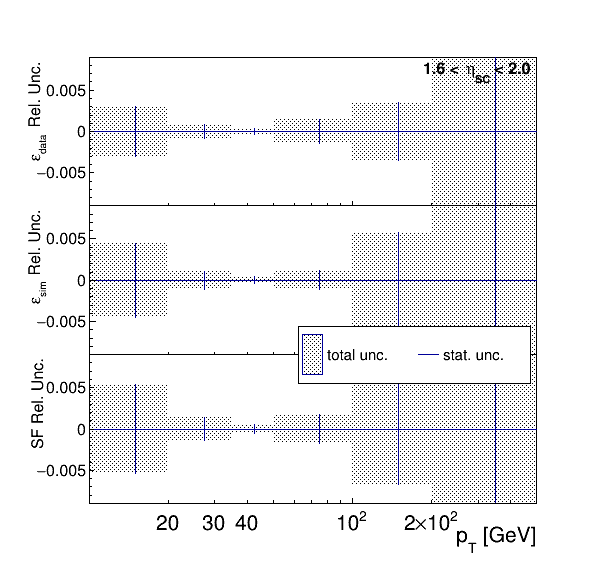 1.6 < η_SC < 2.0
ε_data Rel. Unc.
0.005
0
−0.005
ε_sim Rel. Unc.
0.005
0
−0.005
total unc.
stat. unc.
SF Rel. Unc.
0.005
0
−0.005
20 30 40 10² 2×10²
p_T [GeV]